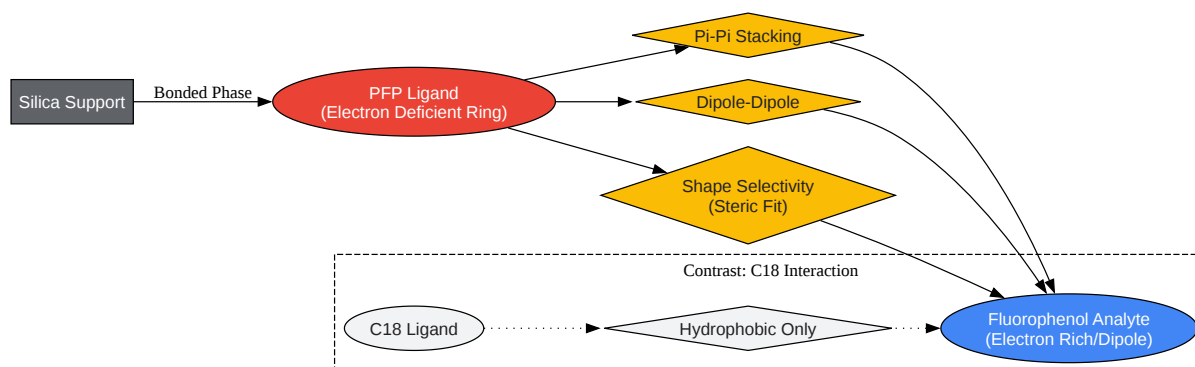 Pi-Pi Stacking
Silica Support
Bonded Phase
PFP Ligand
(Electron Deficient Ring)
Dipole-Dipole
Shape Selectivity
(Steric Fit)
Contrast: C18 Interaction
C18 Ligand
Hydrophobic Only
Fluorophenol Analyte
(Electron Rich/Dipole)